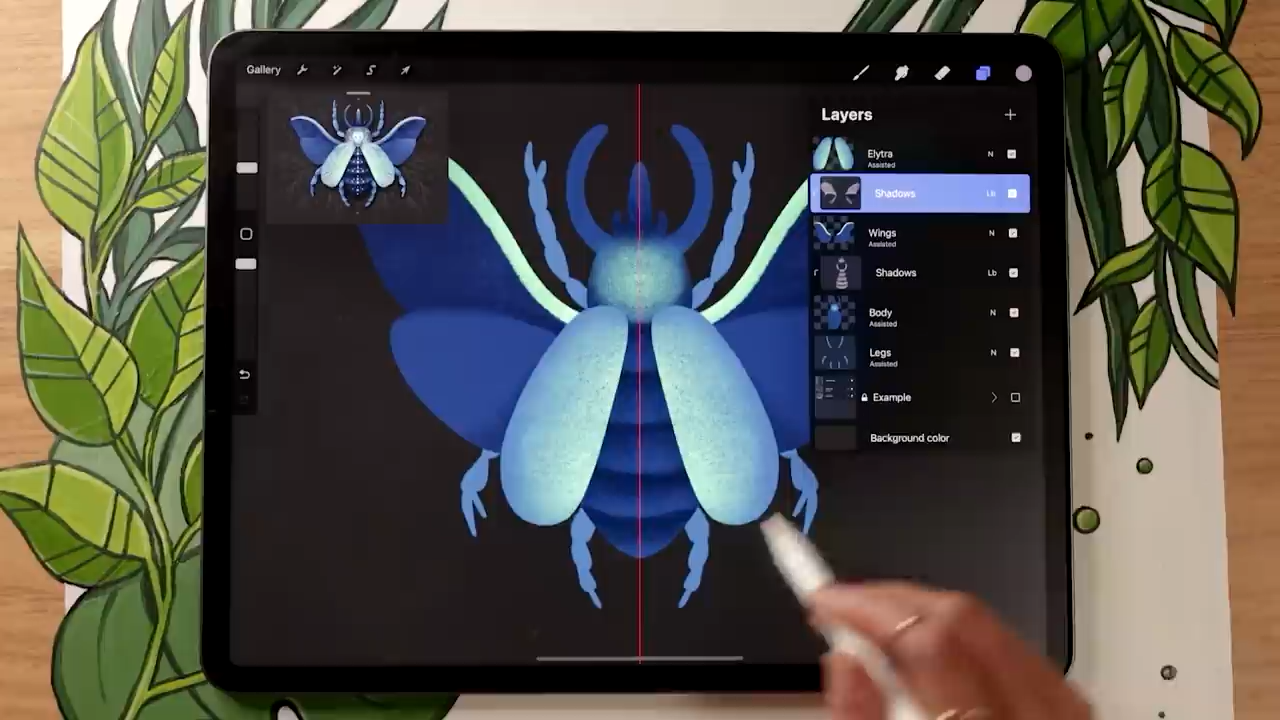 Gallery
Layers
Elytra
Assisted
N
Shadows
Lb
Wings
Assisted
N
Shadows
Lb
Body
Assisted
N
Legs
Assisted
N
Example
Background color